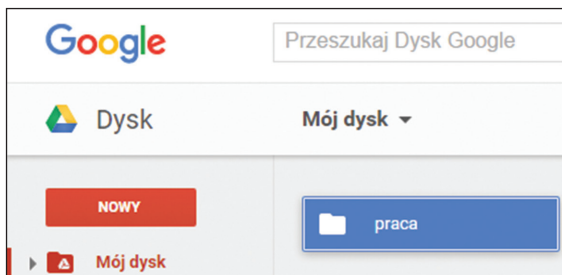 Google
Przeszukaj Dysk Google
Dysk
Mój dysk
NOWY
praca
Mój dysk